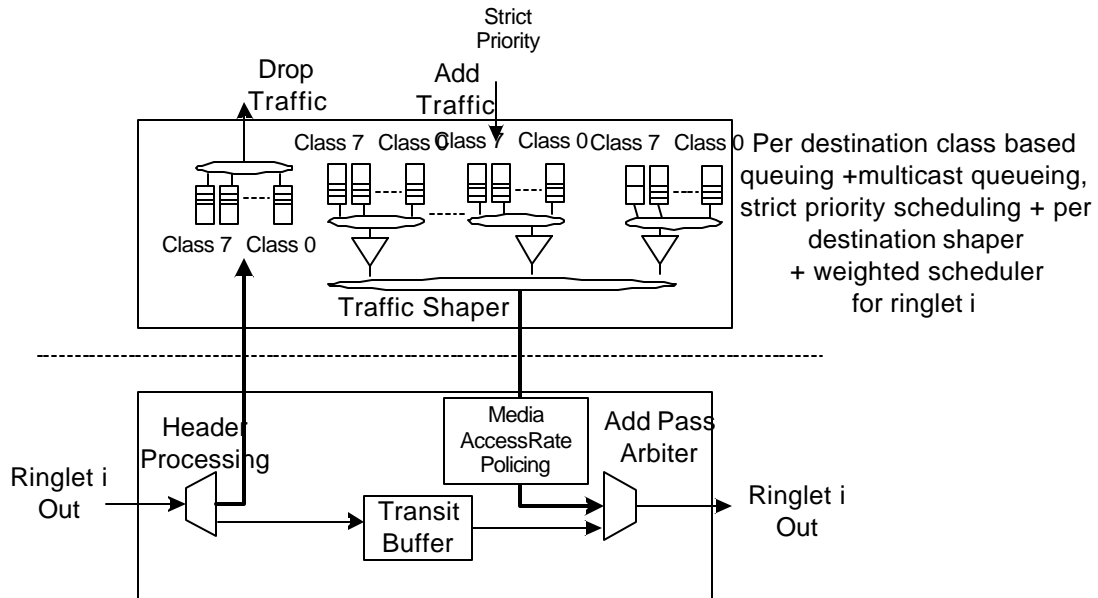 Strict
Priority
Drop
Traffic
Add
Traffic
Class 7 Class 0 Class 7 Class 0 Class 7 Class 0
Per destination class based
queuing +multicast queueing,
strict priority scheduling + per
destination shaper
+ weighted scheduler
for ringlet i
Class 7 Class 0
Traffic Shaper
Header
Processing
Media
AccessRate
Policing
Add Pass
Arbiter
Ringlet i
Out
Transit
Buffer
Ringlet i
Out